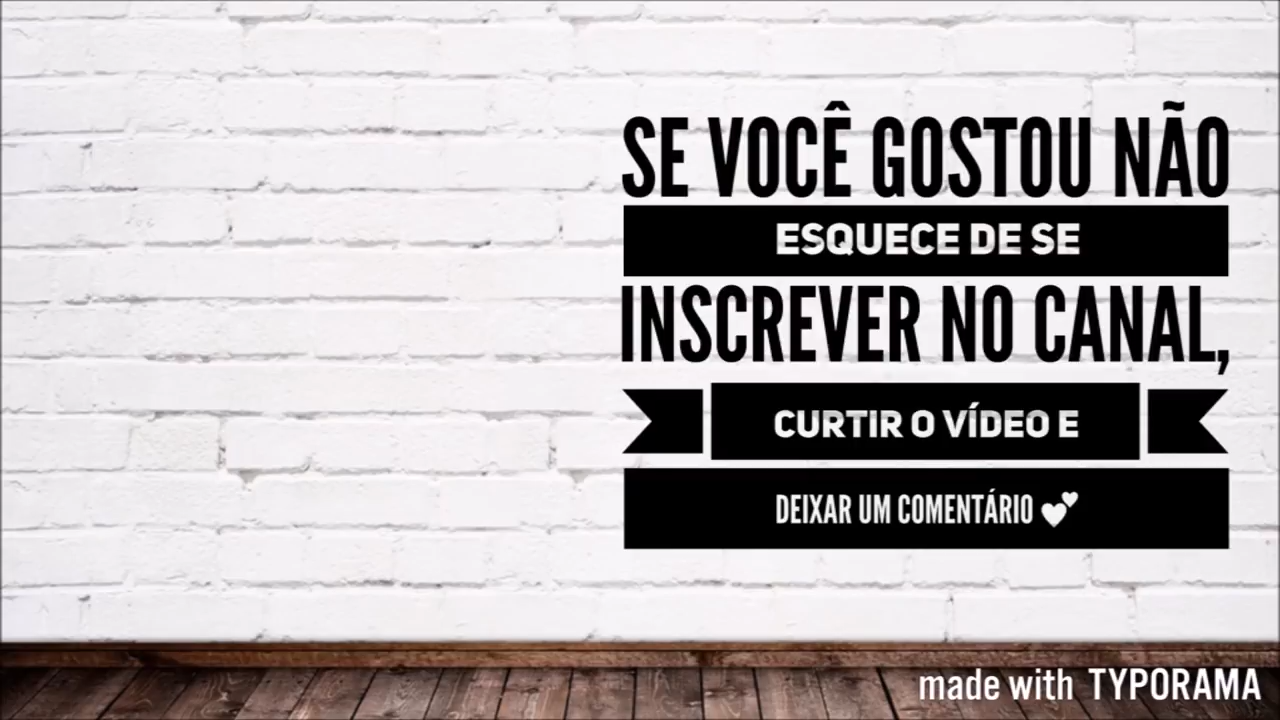 SE VOCÊ GOSTOU NÃO
ESQUECE DE SE
INSCREVER NO CANAL,
CURTIR O VÍDEO E
DEIXAR UM COMENTÁRIO 💕
made with TYPORAMA